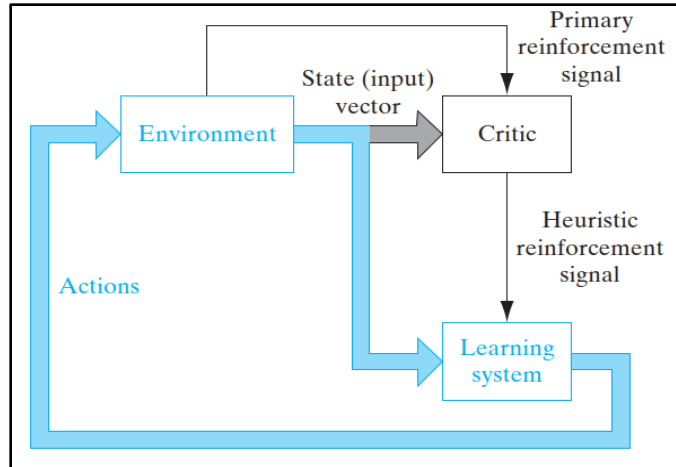 Primary
reinforcement
signal
State (input)
vector
Environment
Critic
Heuristic
reinforcement
signal
Actions
Learning
system